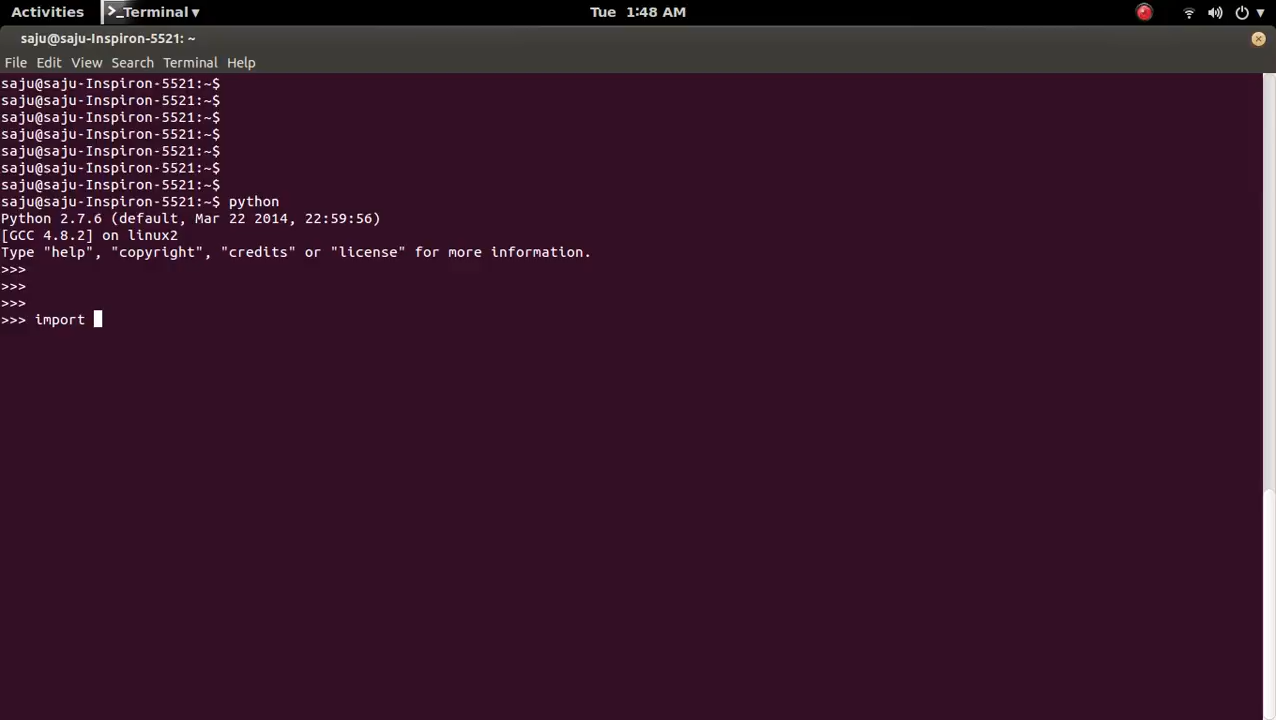 Activities >_Terminal ▾ Tue 1:48 AM
saju@saju-Inspiron-5521: ~
File Edit View Search Terminal Help
saju@saju-Inspiron-5521:~$
saju@saju-Inspiron-5521:~$
saju@saju-Inspiron-5521:~$
saju@saju-Inspiron-5521:~$
saju@saju-Inspiron-5521:~$
saju@saju-Inspiron-5521:~$
saju@saju-Inspiron-5521:~$
saju@saju-Inspiron-5521:~$ python
Python 2.7.6 (default, Mar 22 2014, 22:59:56)
[GCC 4.8.2] on linux2
Type "help", "copyright", "credits" or "license" for more information.
>>>
>>>
>>>
>>> import